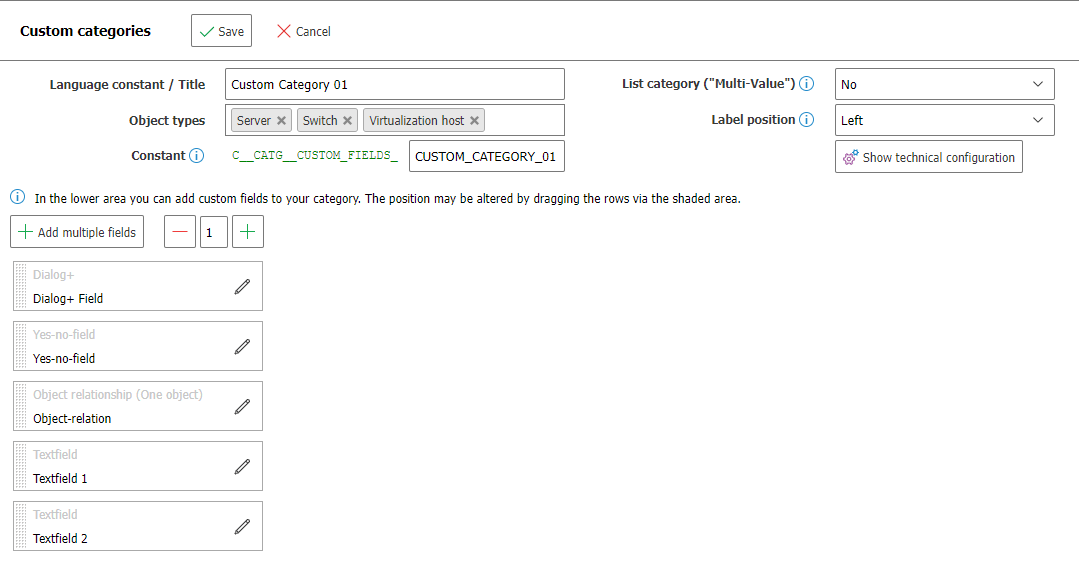 Custom categories Save Cancel
Language constant / Title Custom Category 01 List category ("Multi-Value") No
Object types Server Switch Virtualization host Label position Left
Constant C__CATG__CUSTOM_FIELDS_ CUSTOM_CATEGORY_01 Show technical configuration
In the lower area you can add custom fields to your category. The position may be altered by dragging the rows via the shaded area.
Add multiple fields 1
Dialog+
Dialog+ Field
Yes-no-field
Yes-no-field
Object relationship (One object)
Object-relation
Textfield
Textfield 1
Textfield
Textfield 2